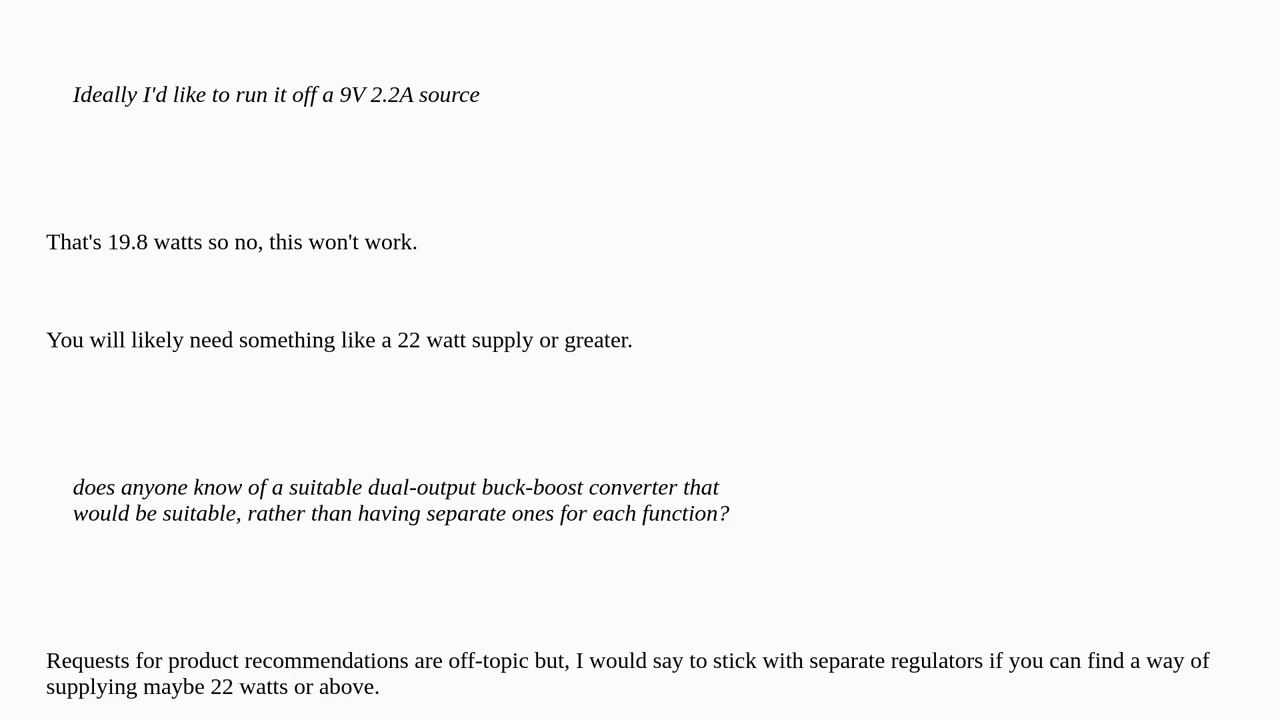 Ideally I'd like to run it off a 9V 2.2A source
That's 19.8 watts so no, this won't work.
You will likely need something like a 22 watt supply or greater.
does anyone know of a suitable dual-output buck-boost converter that
would be suitable, rather than having separate ones for each function?
Requests for product recommendations are off-topic but, I would say to stick with separate regulators if you can find a way of
supplying maybe 22 watts or above.